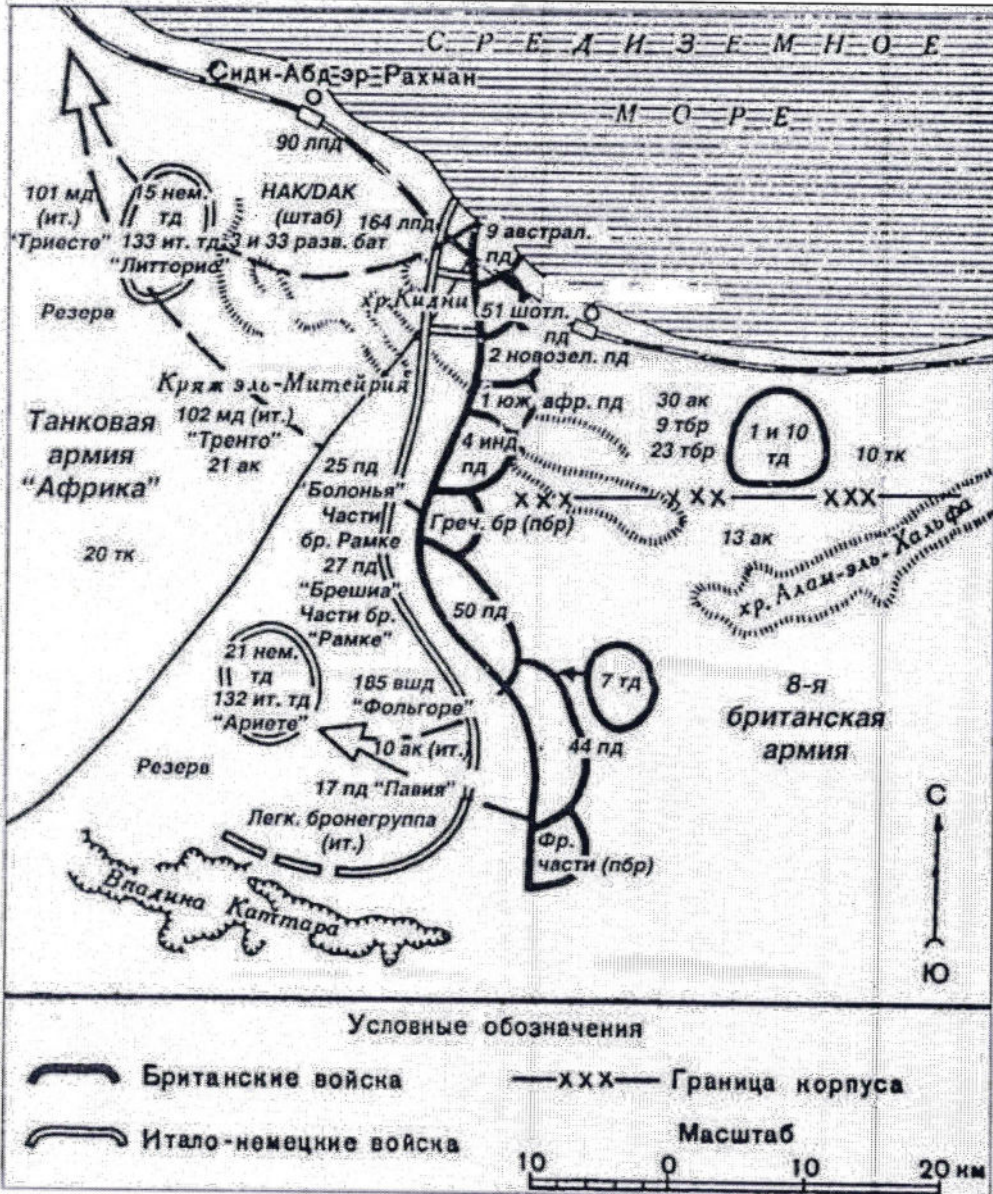 СРЕДИЗЕМНОЕ
МОРЕ
Сиди-Абд-эр-Рахман
90 лпд
101 мд
(ит.)
"Триесте"
15 нем.
тд
133 ит. тд
"Литторио"
НАК/DAK
(штаб)
3 и 33 разв. бат
164 лпд
9 австрал.
пд
Резерв
хр. Кидни
51 шотл.
пд
2 новозел. пд
Кряж эль-Митейрия
1 юж. афр. пд
102 мд (ит.)
"Тренто"
21 ак
Танковая
армия
"Африка"
20 тк
4 инд
пд
30 ак
9 тбр
23 тбр
1 и 10
тд
10 тк
ХХХ
ХХХ
ХХХ
25 пд
"Болонья"
Части
бр. Рамке
27 пд
"Брешиа"
Части бр.
"Рамке"
Греч. бр (пбр)
13 ак
хр. Алам-эль-Хальфа
50 пд
21 нем.
тд
132 ит. тд
"Ариете"
185 вшд
"Фольгоре"
7 тд
8-я
британская
армия
10 ак (ит.)
44 пд
Резерв
17 пд "Павия"
Легк. бронегруппа
(ит.)
Фр.
части (пбр)
Впадина Каттара
С
Ю
Условные обозначения
Британские войска
ХХХ
Граница корпуса
Итало-немецкие войска
Масштаб
10 0 10 20 км